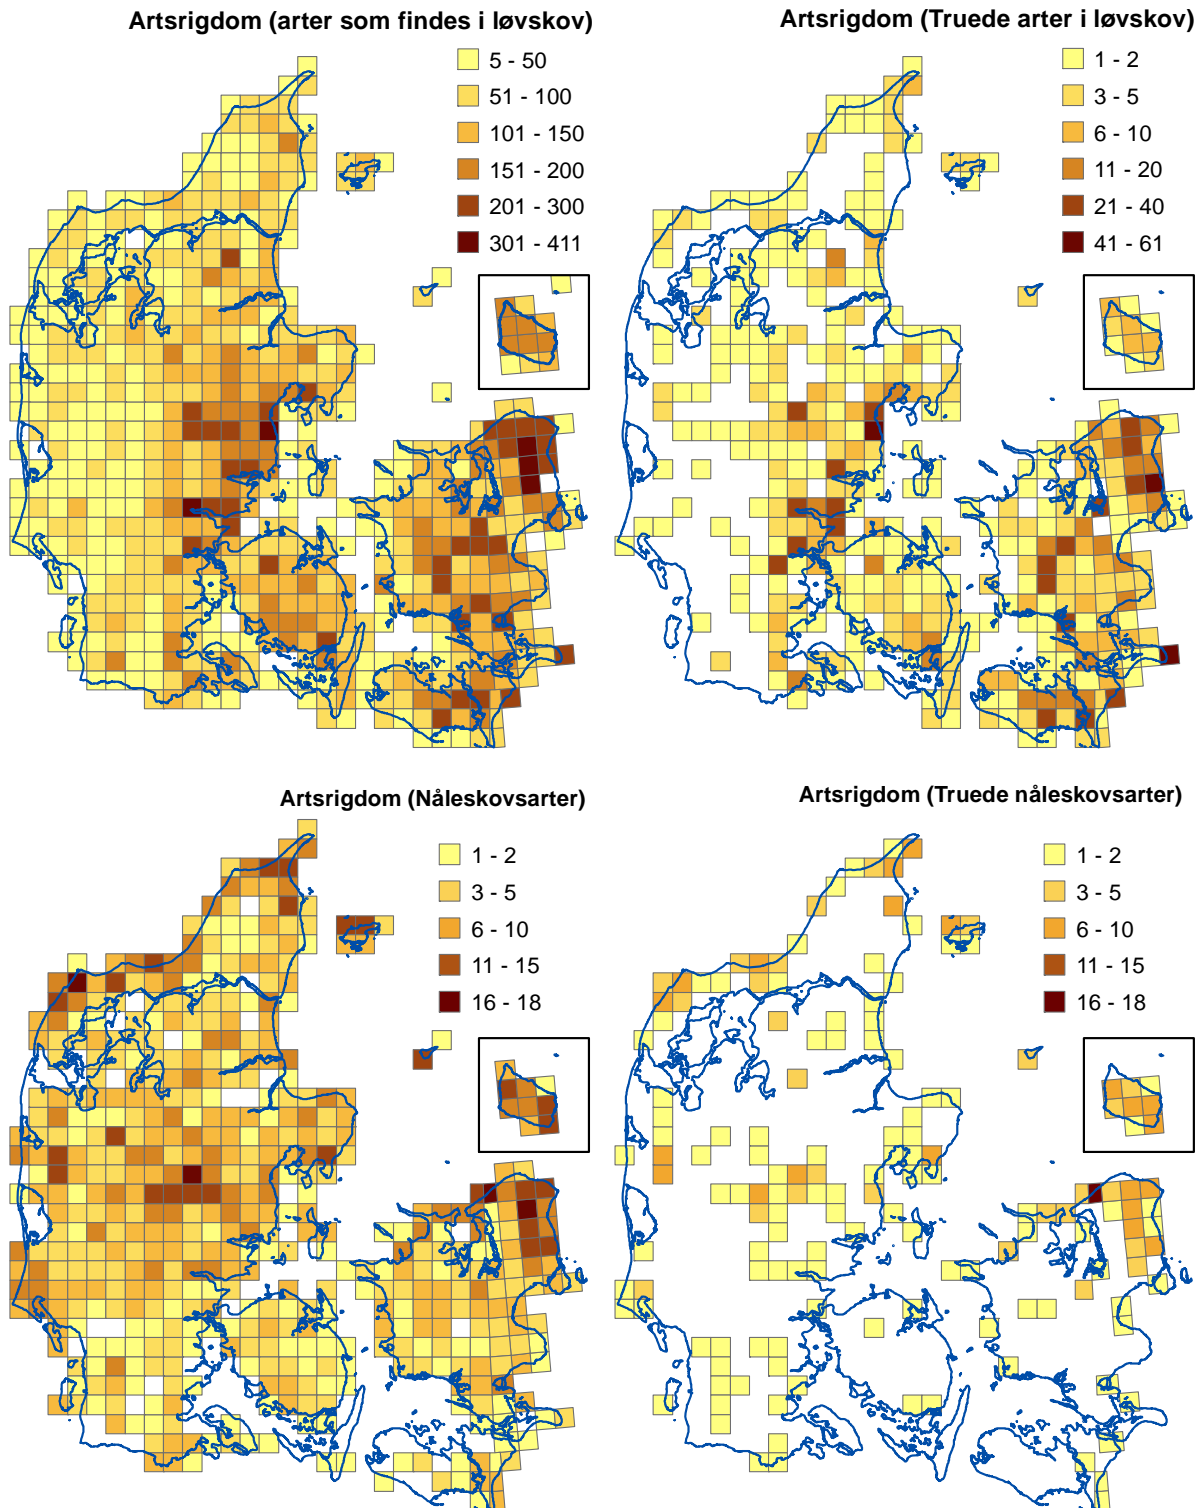 Artsrigdom (arter som findes i løvskov)
5 - 50
51 - 100
101 - 150
151 - 200
201 - 300
301 - 411
Artsrigdom (Truede arter i løvskov)
1 - 2
3 - 5
6 - 10
11 - 20
21 - 40
41 - 61
Artsrigdom (Nåleskovsarter)
1 - 2
3 - 5
6 - 10
11 - 15
16 - 18
Artsrigdom (Truede nåleskovsarter)
1 - 2
3 - 5
6 - 10
11 - 15
16 - 18